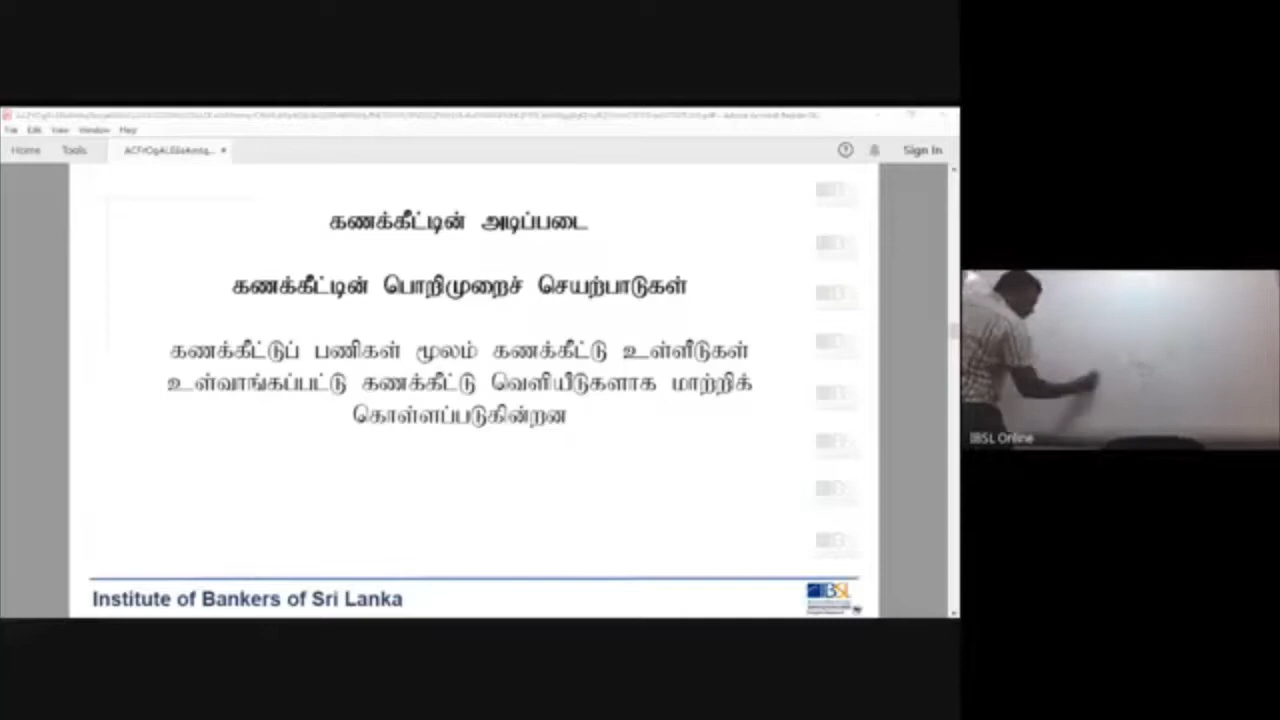 Home Tools
Sign In
கணக்கீட்டின் அடிப்படை
கணக்கீட்டின் பொறிமுறைச் செயற்பாடுகள்
கணக்கீட்டுப் பணிகள் மூலம் கணக்கீட்டு உள்ளீடுகள்
உள்வாங்கப்பட்டு கணக்கீட்டு வெளியீடுகளாக மாற்றிக்
கொள்ளப்படுகின்றன
Institute of Bankers of Sri Lanka
IBSL
IBSL Online